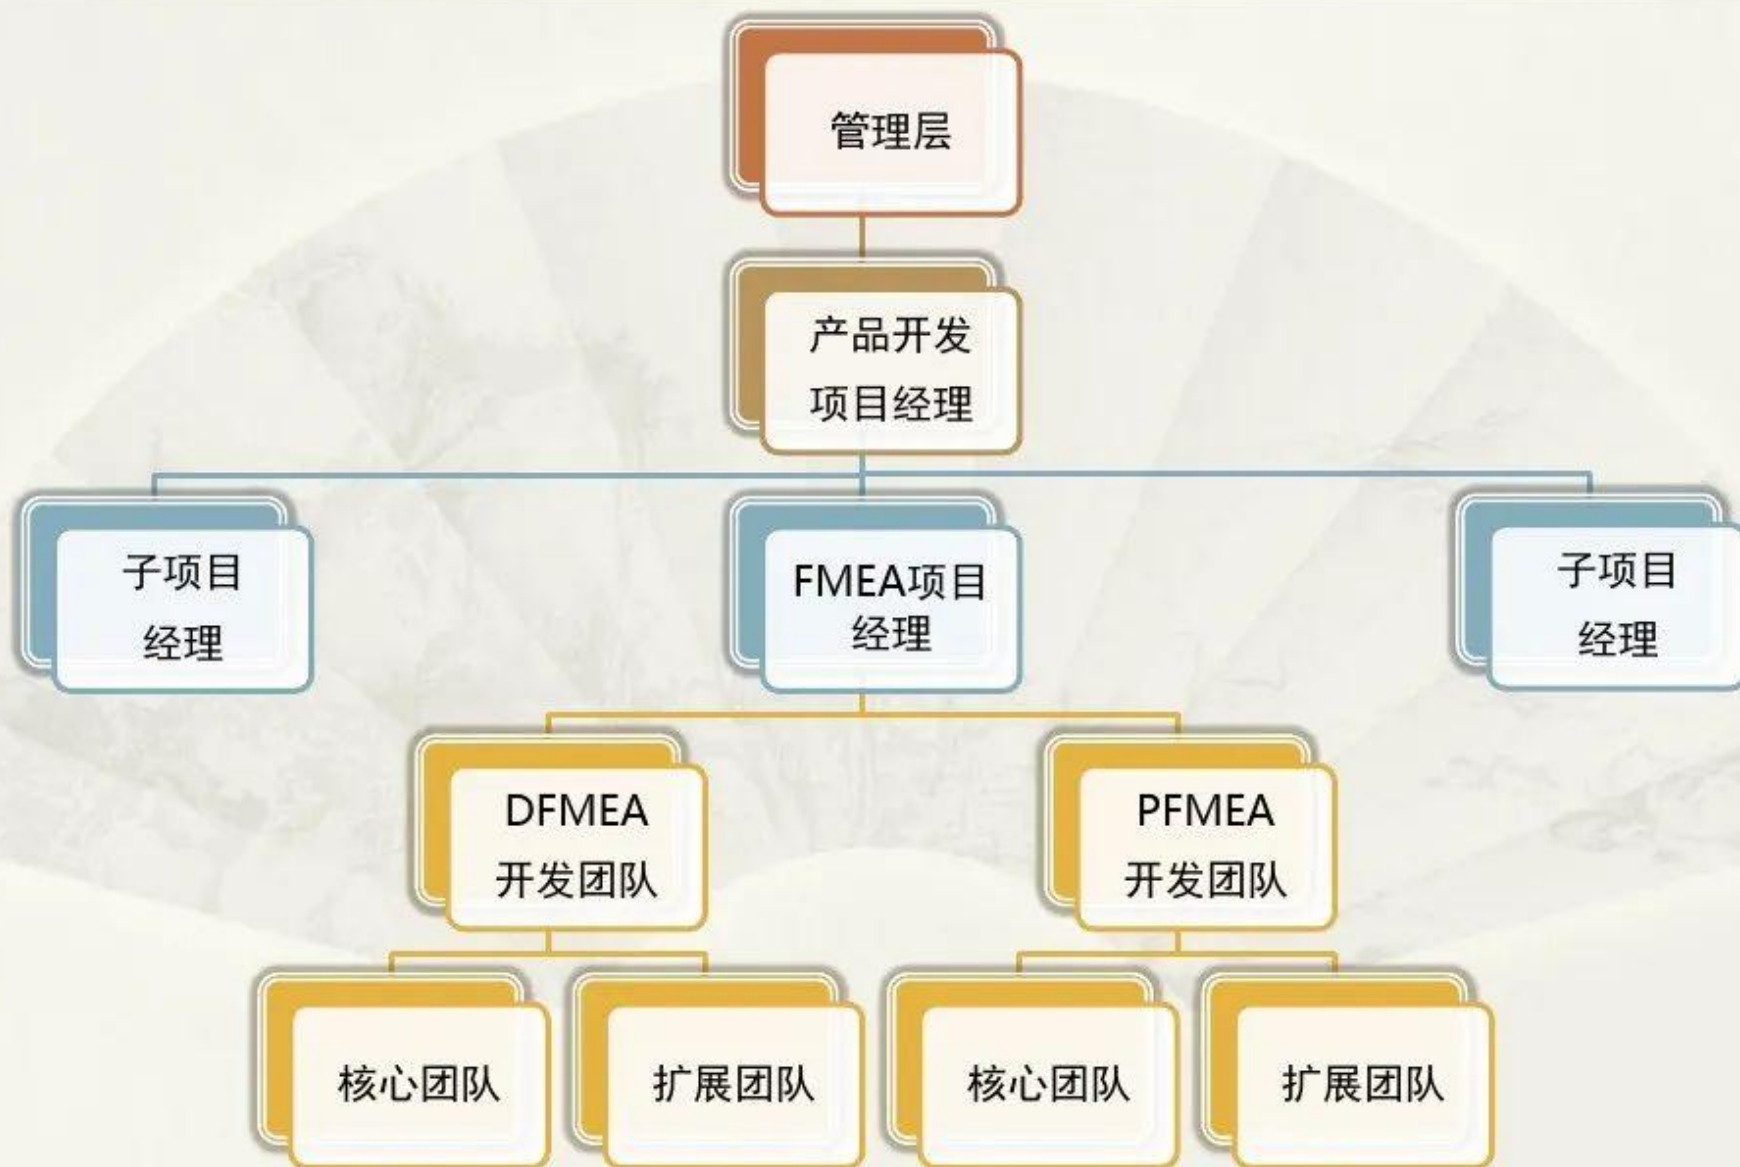 管理层
产品开发
项目经理
子项目
经理
FMEA项目
经理
子项目
经理
DFMEA
开发团队
PFMEA
开发团队
核心团队
扩展团队
核心团队
扩展团队